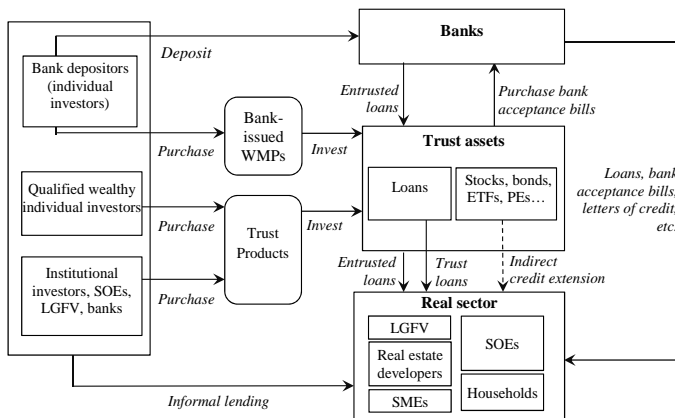 Banks
Deposit
Bank depositors
(individual
investors)
Entrusted
loans
Purchase bank
acceptance bills
Bank-
issued
WMPs
Purchase
Invest
Trust assets
Loans
Stocks, bonds,
ETFs, PEs…
Loans, bank
acceptance bills,
letters of credit,
etc.
Qualified wealthy
individual investors
Purchase
Trust
Products
Invest
Institutional
investors, SOEs,
LGFV, banks
Purchase
Entrusted
loans
Trust
loans
Indirect
credit extension
Real sector
LGFV
Real estate
developers
SMEs
SOEs
Households
Informal lending